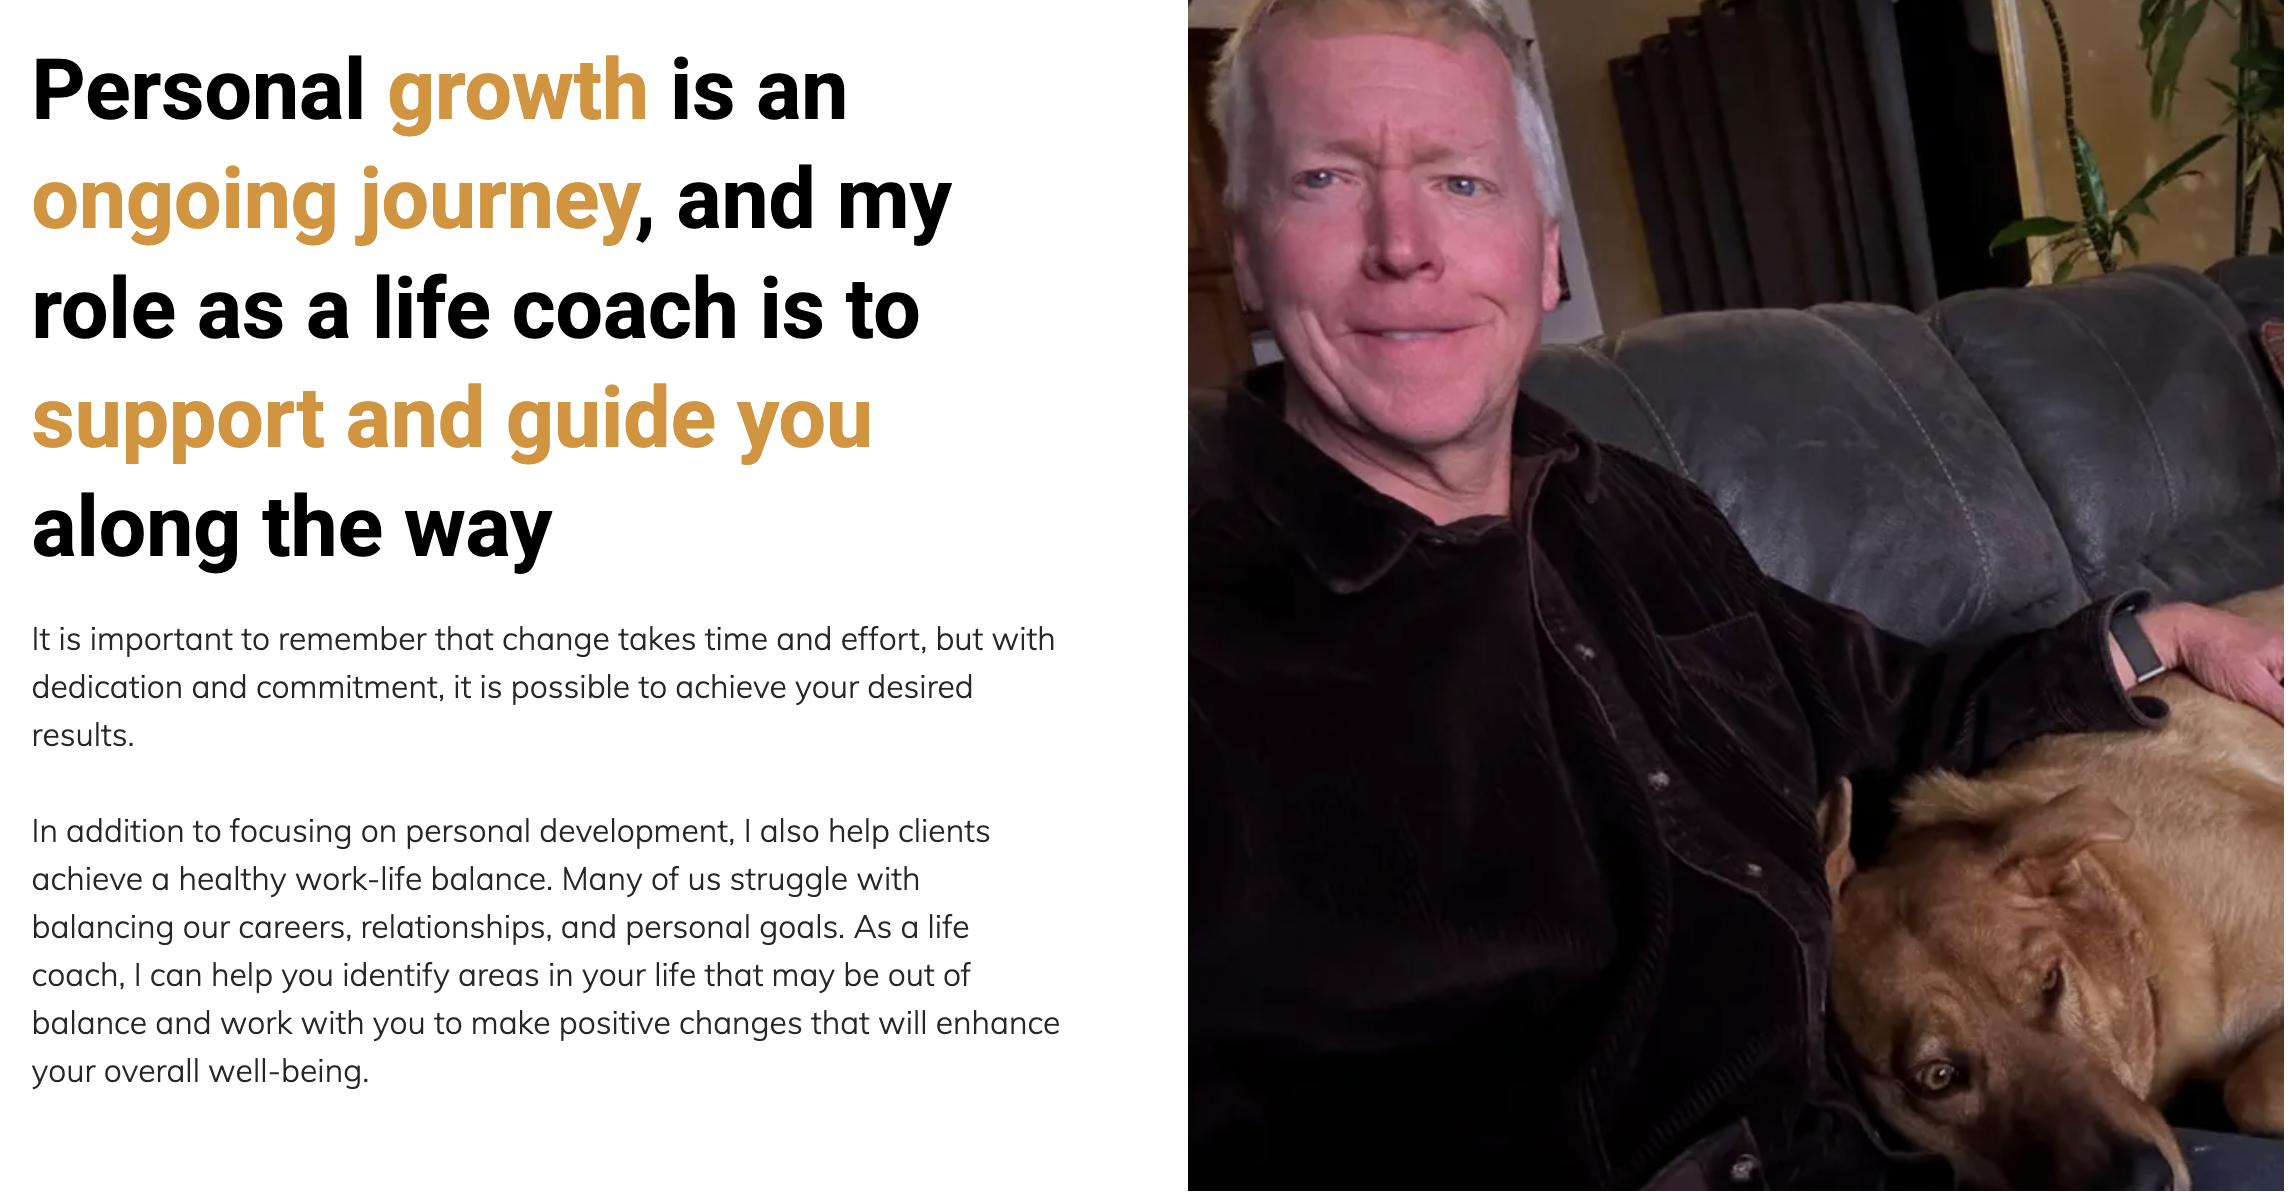 Personal growth is an
ongoing journey, and my
role as a life coach is to
support and guide you
along the way
It is important to remember that change takes time and effort, but with
dedication and commitment, it is possible to achieve your desired
results.
In addition to focusing on personal development, I also help clients
achieve a healthy work-life balance. Many of us struggle with
balancing our careers, relationships, and personal goals. As a life
coach, I can help you identify areas in your life that may be out of
balance and work with you to make positive changes that will enhance
your overall well-being.